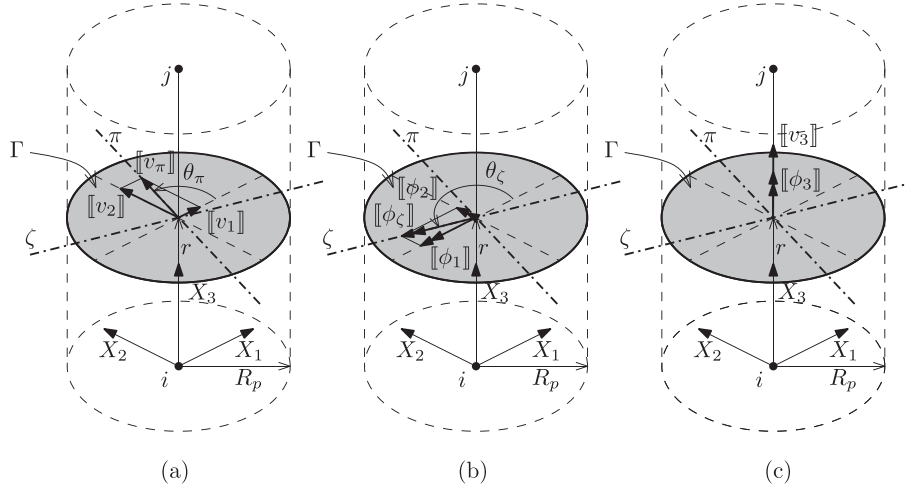 j
π
Γ
⟦v_π⟧
θ_π
⟦v_2⟧
⟦v_1⟧
ζ
r
X_3
X_2
X_1
i
R_p
(a)
j
π
Γ
θ_ζ
⟦ϕ_2⟧
⟦ϕ_ζ⟧
⟦ϕ_1⟧
ζ
r
X_3
X_2
X_1
i
R_p
(b)
j
π
⟦v_3⟧
Γ
⟦ϕ_3⟧
ζ
r
X_3
X_2
X_1
i
R_p
(c)